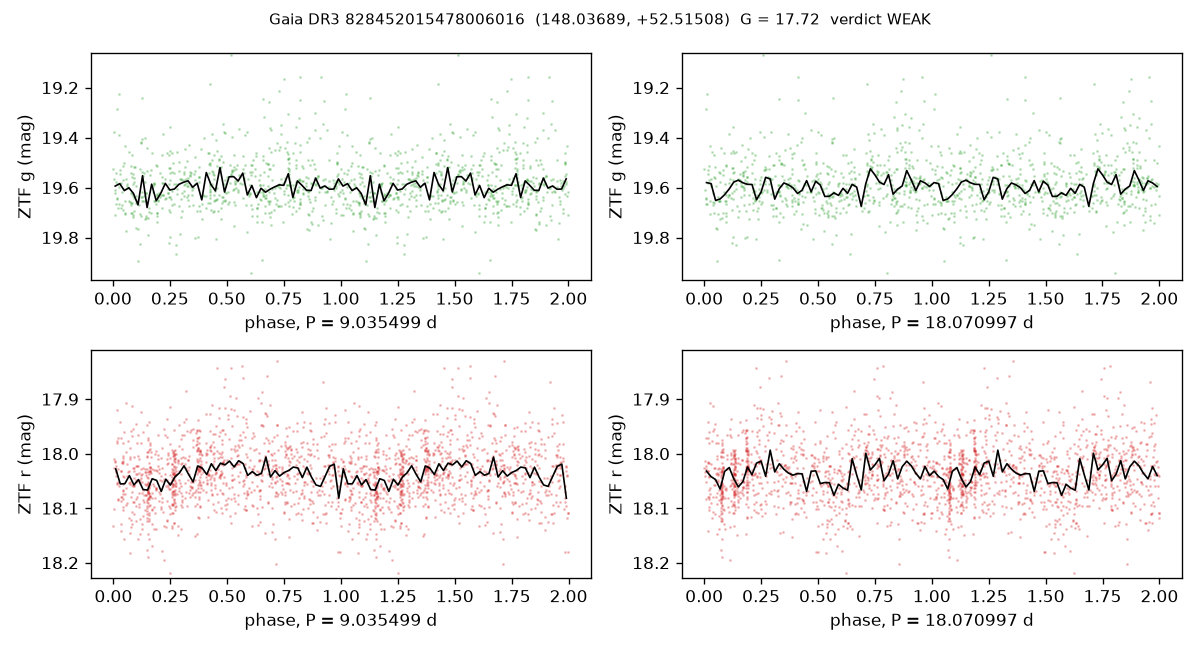 Gaia DR3 828452015478006016  (148.03689, +52.51508)  G = 17.72  verdict WEAK
ZTF g (mag)
19.2
19.4
19.6
19.8
0.00 0.25 0.50 0.75 1.00 1.25 1.50 1.75 2.00
phase, P = 9.035499 d
ZTF g (mag)
19.2
19.4
19.6
19.8
0.00 0.25 0.50 0.75 1.00 1.25 1.50 1.75 2.00
phase, P = 18.070997 d
ZTF r (mag)
17.9
18.0
18.1
18.2
0.00 0.25 0.50 0.75 1.00 1.25 1.50 1.75 2.00
phase, P = 9.035499 d
ZTF r (mag)
17.9
18.0
18.1
18.2
0.00 0.25 0.50 0.75 1.00 1.25 1.50 1.75 2.00
phase, P = 18.070997 d